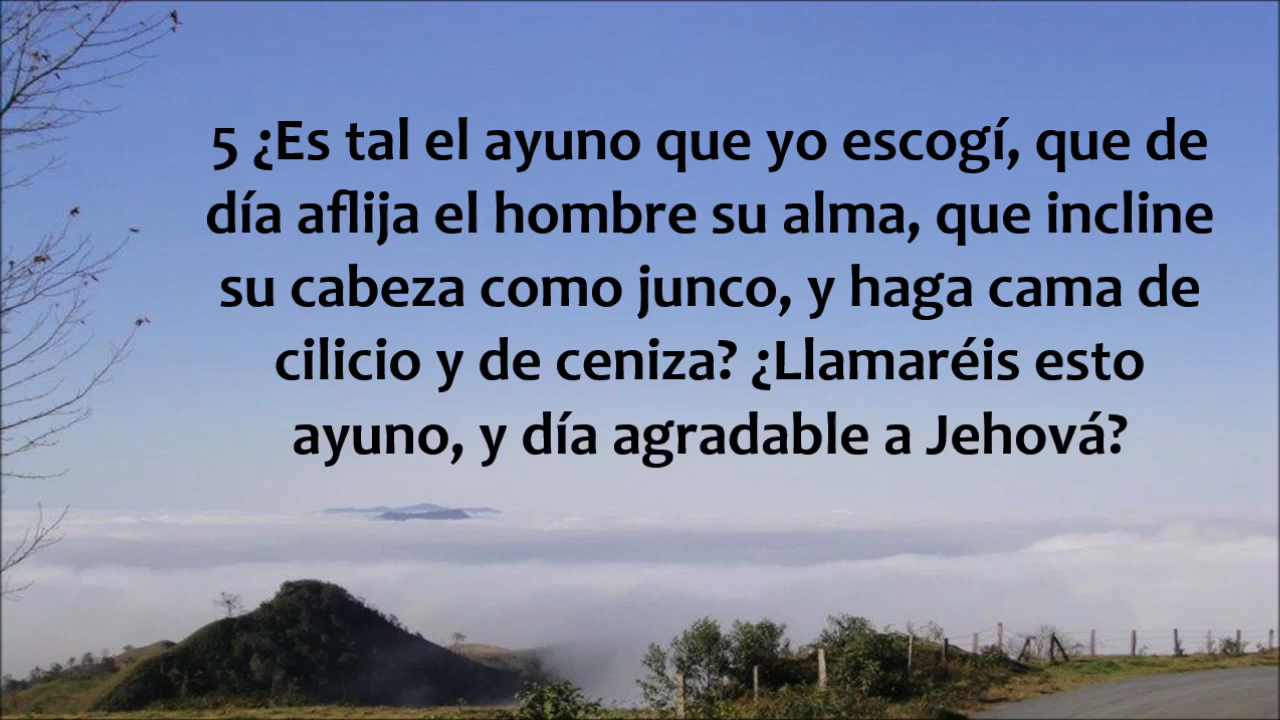 5 ¿Es tal el ayuno que yo escogí, que de
día aflija el hombre su alma, que incline
su cabeza como junco, y haga cama de
cilicio y de ceniza? ¿Llamaréis esto
ayuno, y día agradable a Jehová?